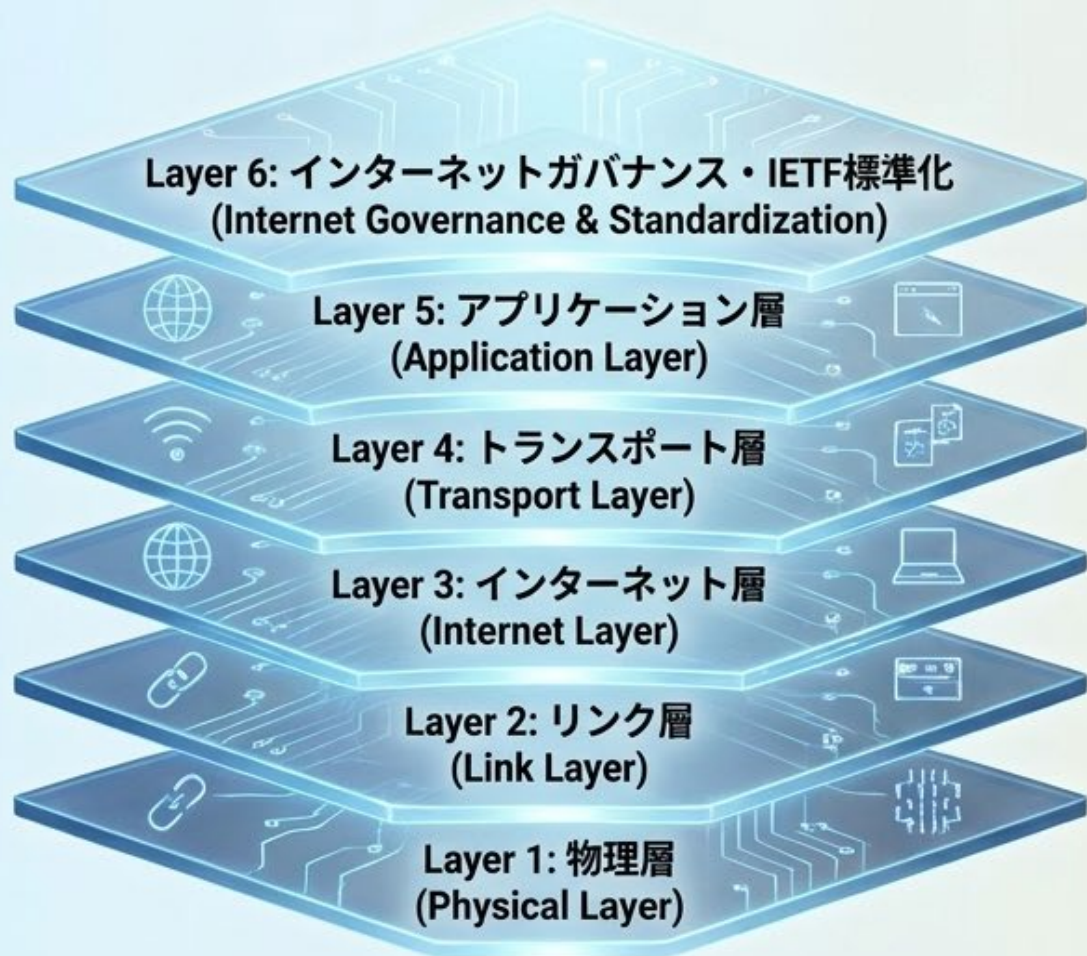 Layer 6: インターネットガバナンス・IETF標準化
(Internet Governance & Standardization)
Layer 5: アプリケーション層
(Application Layer)
Layer 4: トランスポート層
(Transport Layer)
Layer 3: インターネット層
(Internet Layer)
Layer 2: リンク層
(Link Layer)
Layer 1: 物理層
(Physical Layer)